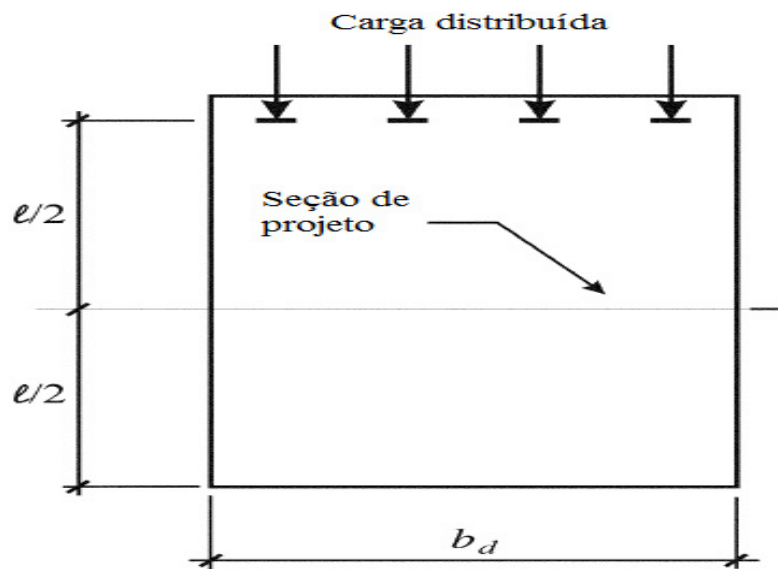 Carga distribuída
Seção de
projeto
ℓ/2
ℓ/2
b_d